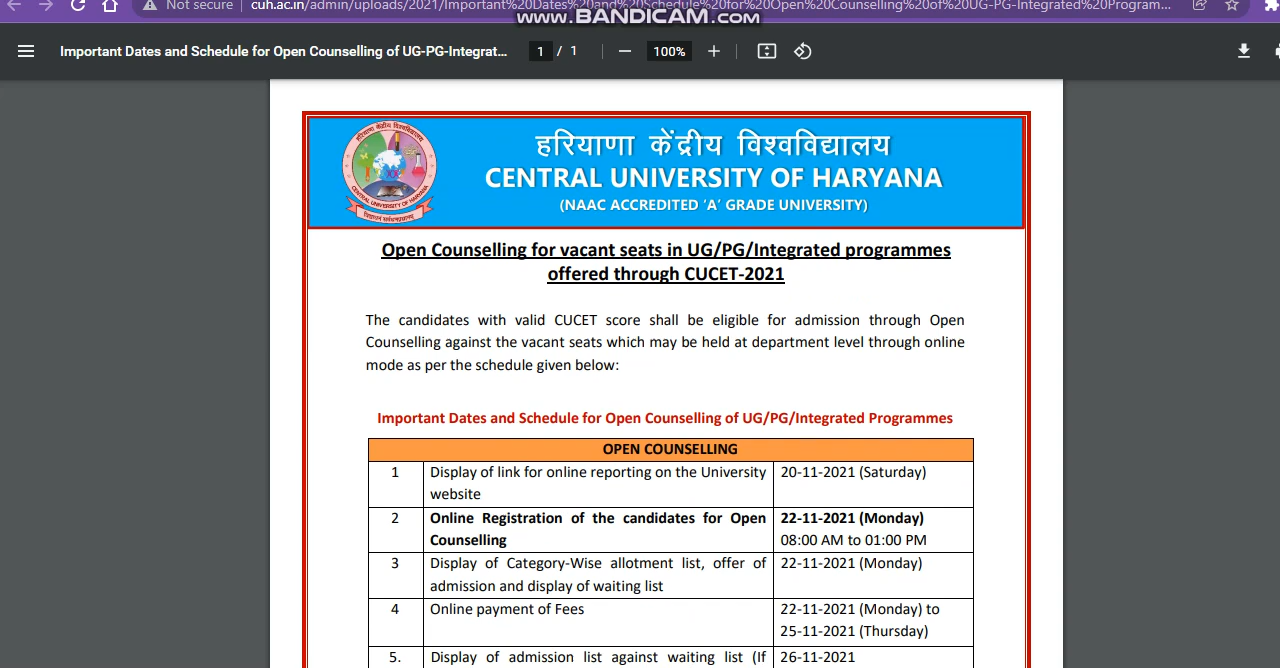 Not secure | cuh.ac.in/admin/uploads/2021/Important%20Dates%20and%20Schedule%20for%20Open%20Counselling%20of%20UG-PG-Integrated%20Program...
www.BANDICAM.com
Important Dates and Schedule for Open Counselling of UG-PG-Integrat... 1 / 1 − 100% +
हरियाणा केंद्रीय विश्वविद्यालय
CENTRAL UNIVERSITY OF HARYANA
(NAAC ACCREDITED ‘A’ GRADE UNIVERSITY)
हरियाणा केंद्रीय विश्वविद्यालय
CENTRAL UNIVERSITY OF HARYANA
Open Counselling for vacant seats in UG/PG/Integrated programmes
offered through CUCET-2021
The candidates with valid CUCET score shall be eligible for admission through Open
Counselling against the vacant seats which may be held at department level through online
mode as per the schedule given below:
Important Dates and Schedule for Open Counselling of UG/PG/Integrated Programmes
OPEN COUNSELLING
1 Display of link for online reporting on the University 20-11-2021 (Saturday)
website
2 Online Registration of the candidates for Open 22-11-2021 (Monday)
Counselling 08:00 AM to 01:00 PM
3 Display of Category-Wise allotment list, offer of 22-11-2021 (Monday)
admission and display of waiting list
4 Online payment of Fees 22-11-2021 (Monday) to
25-11-2021 (Thursday)
5. Display of admission list against waiting list (If 26-11-2021